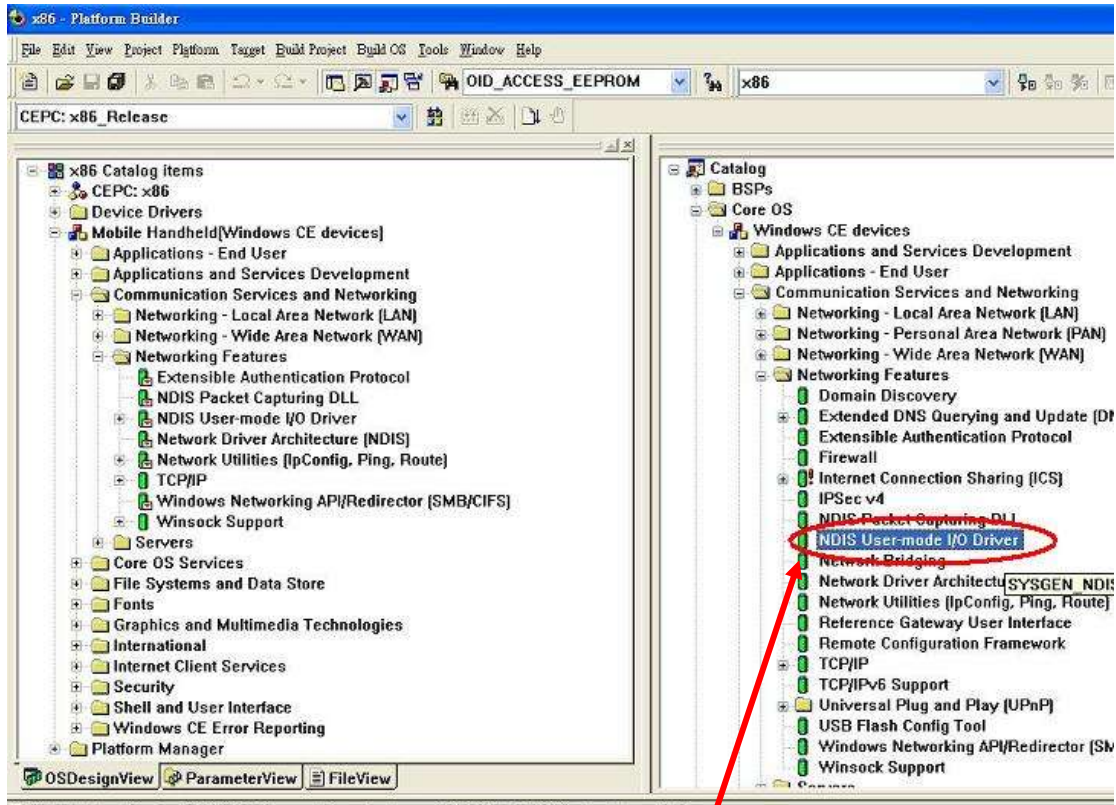 x86 - Platform Builder
File Edit View Project Platform Target Build Project Build OS Tools Window Help
OID_ACCESS_EEPROM x86
CEPC: x86_Release
x86 Catalog items
CEPC: x86
Device Drivers
Mobile Handheld[Windows CE devices]
Applications - End User
Applications and Services Development
Communication Services and Networking
Networking - Local Area Network (LAN)
Networking - Wide Area Network (WAN)
Networking Features
Extensible Authentication Protocol
NDIS Packet Capturing DLL
NDIS User-mode I/O Driver
Network Driver Architecture (NDIS)
Network Utilities (IpConfig, Ping, Route)
TCP/IP
Windows Networking API/Redirector (SMB/CIFS)
Winsock Support
Servers
Core OS Services
File Systems and Data Store
Fonts
Graphics and Multimedia Technologies
International
Internet Client Services
Security
Shell and User Interface
Windows CE Error Reporting
Platform Manager
OSDesignView ParameterView FileView
Catalog
BSPs
Core OS
Windows CE devices
Applications and Services Development
Applications - End User
Communication Services and Networking
Networking - Local Area Network (LAN)
Networking - Personal Area Network (PAN)
Networking - Wide Area Network (WAN)
Networking Features
Domain Discovery
Extended DNS Querying and Update (DN
Extensible Authentication Protocol
Firewall
Internet Connection Sharing (ICS)
IPSec v4
NDIS Packet Capturing DLL
NDIS User-mode I/O Driver
Network Bridging
Network Driver Architectu SYSGEN_NDIS
Network Utilities (IpConfig, Ping, Route)
Reference Gateway User Interface
Remote Configuration Framework
TCP/IP
TCP/IPv6 Support
Universal Plug and Play (UPnP)
USB Flash Config Tool
Windows Networking API/Redirector (SM
Winsock Support
Servers